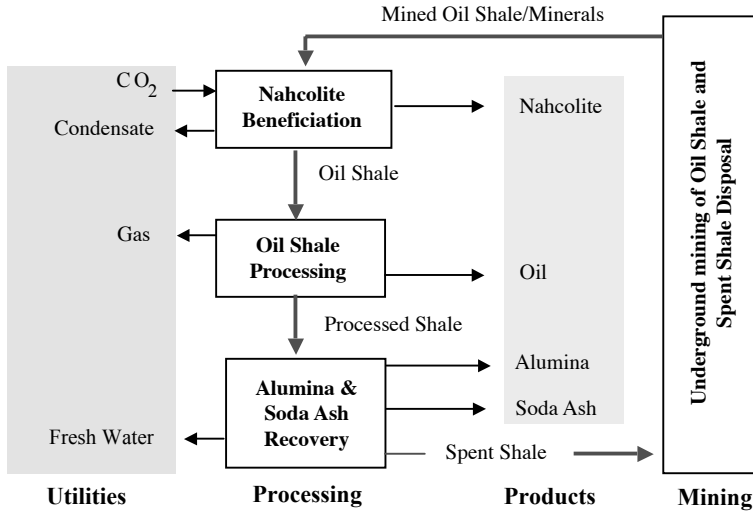 Mined Oil Shale/Minerals
CO2
Nahcolite
Beneficiation
Nahcolite
Condensate
Oil Shale
Gas
Oil Shale
Processing
Oil
Processed Shale
Alumina &
Soda Ash
Recovery
Alumina
Soda Ash
Fresh Water
Spent Shale
Underground mining of Oil Shale and
Spent Shale Disposal
Utilities
Processing
Products
Mining